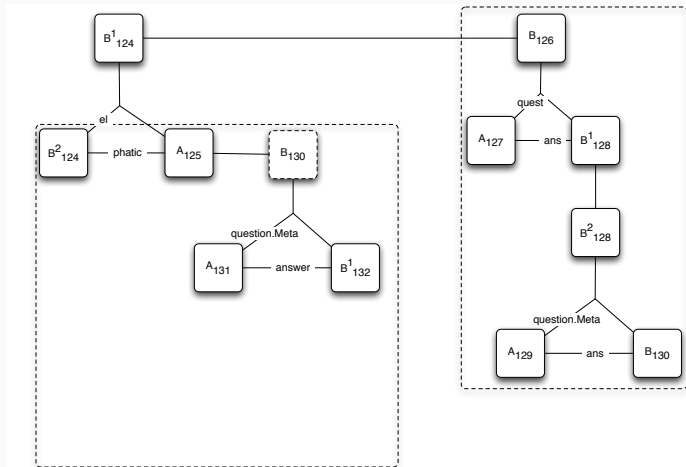 B¹₁₂₄
B₁₂₆
quest
el
A₁₂₇
ans
B¹₁₂₈
B²₁₂₄
phatic
A₁₂₅
B₁₃₀
B²₁₂₈
question.Meta
A₁₃₁
answer
B¹₁₃₂
question.Meta
A₁₂₉
ans
B₁₃₀